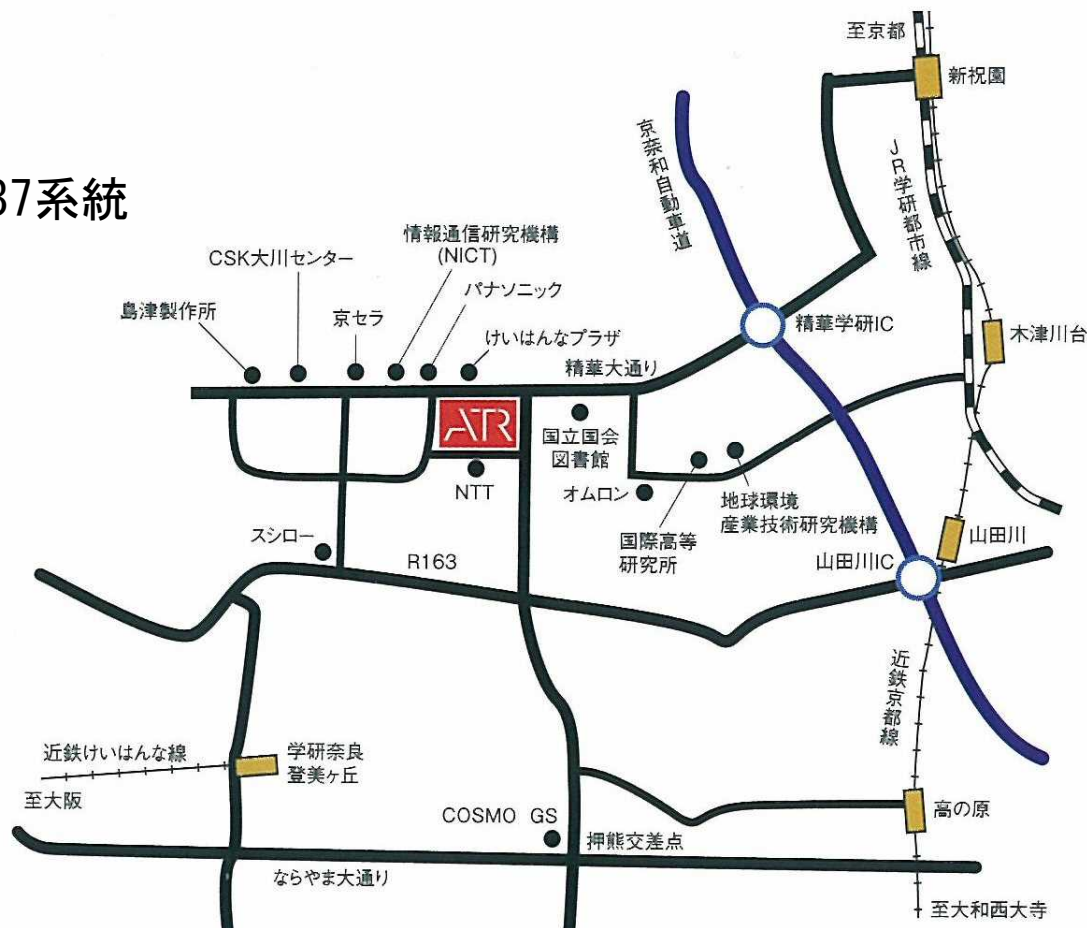 至京都
新祝園
京奈和自動車道
JR学研都市線
37系統
情報通信研究機構
(NICT)
CSK大川センター
パナソニック
島津製作所
京セラ
けいはんなプラザ
精華学研IC
木津川台
精華大通り
ATR
国立国会
図書館
NTT
オムロン
地球環境
産業技術研究機構
国際高等
研究所
スシロー
R163
山田川
山田川IC
近鉄京都線
近鉄けいはんな線
学研奈良
登美ヶ丘
至大阪
COSMO GS
押熊交差点
高の原
ならやま大通り
至大和西大寺